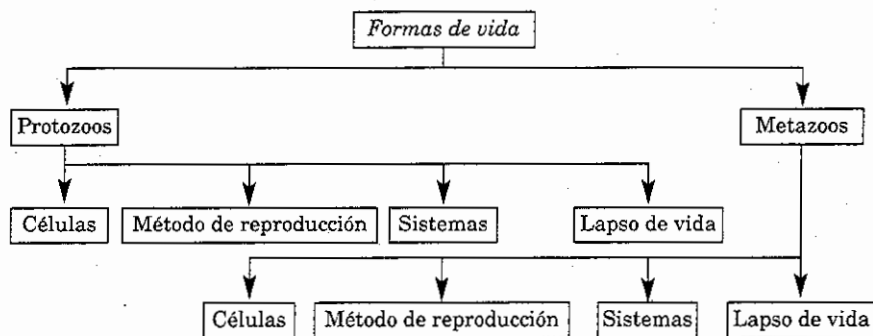 Formas de vida
Protozoos
Metazoos
Células
Método de reproducción
Sistemas
Lapso de vida
Células
Método de reproducción
Sistemas
Lapso de vida